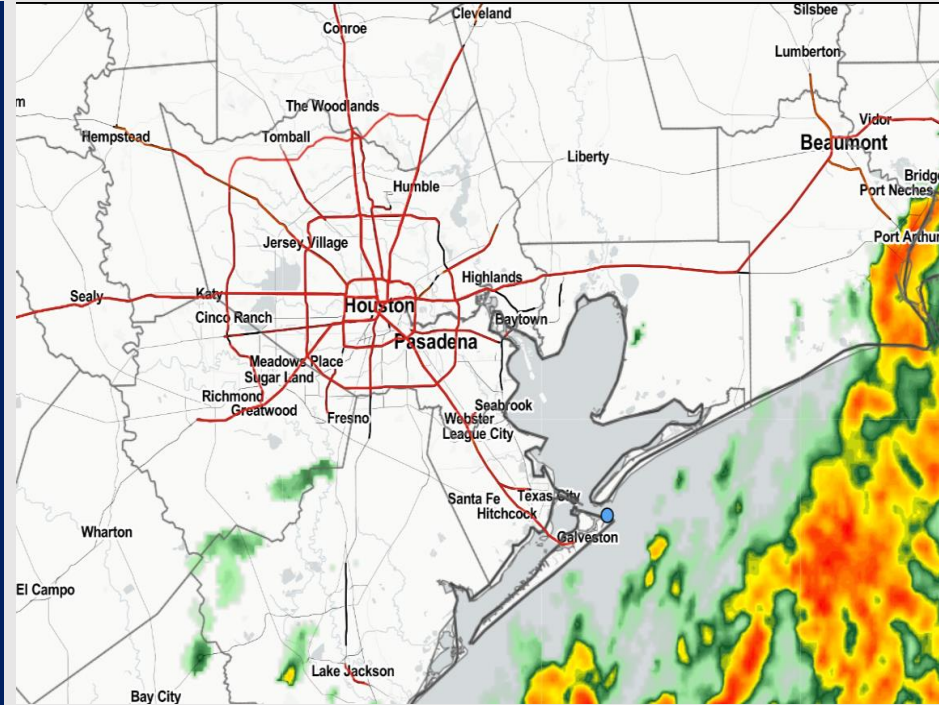 Cleveland
Silsbee
Conroe
Lumberton
m
The Woodlands
Hempstead
Tomball
Vidor
Beaumont
Liberty
Bridge
Humble
Port Neches
Port Arthur
Jersey Village
Highlands
Sealy
Katy
Houston
Cinco Ranch
Baytown
Pasadena
Meadows Place
Sugar Land
Richmond
Greatwood
Seabrook
Fresno
Webster
League City
Santa Fe
Texas City
Hitchcock
Wharton
Galveston
El Campo
Lake Jackson
Bay City